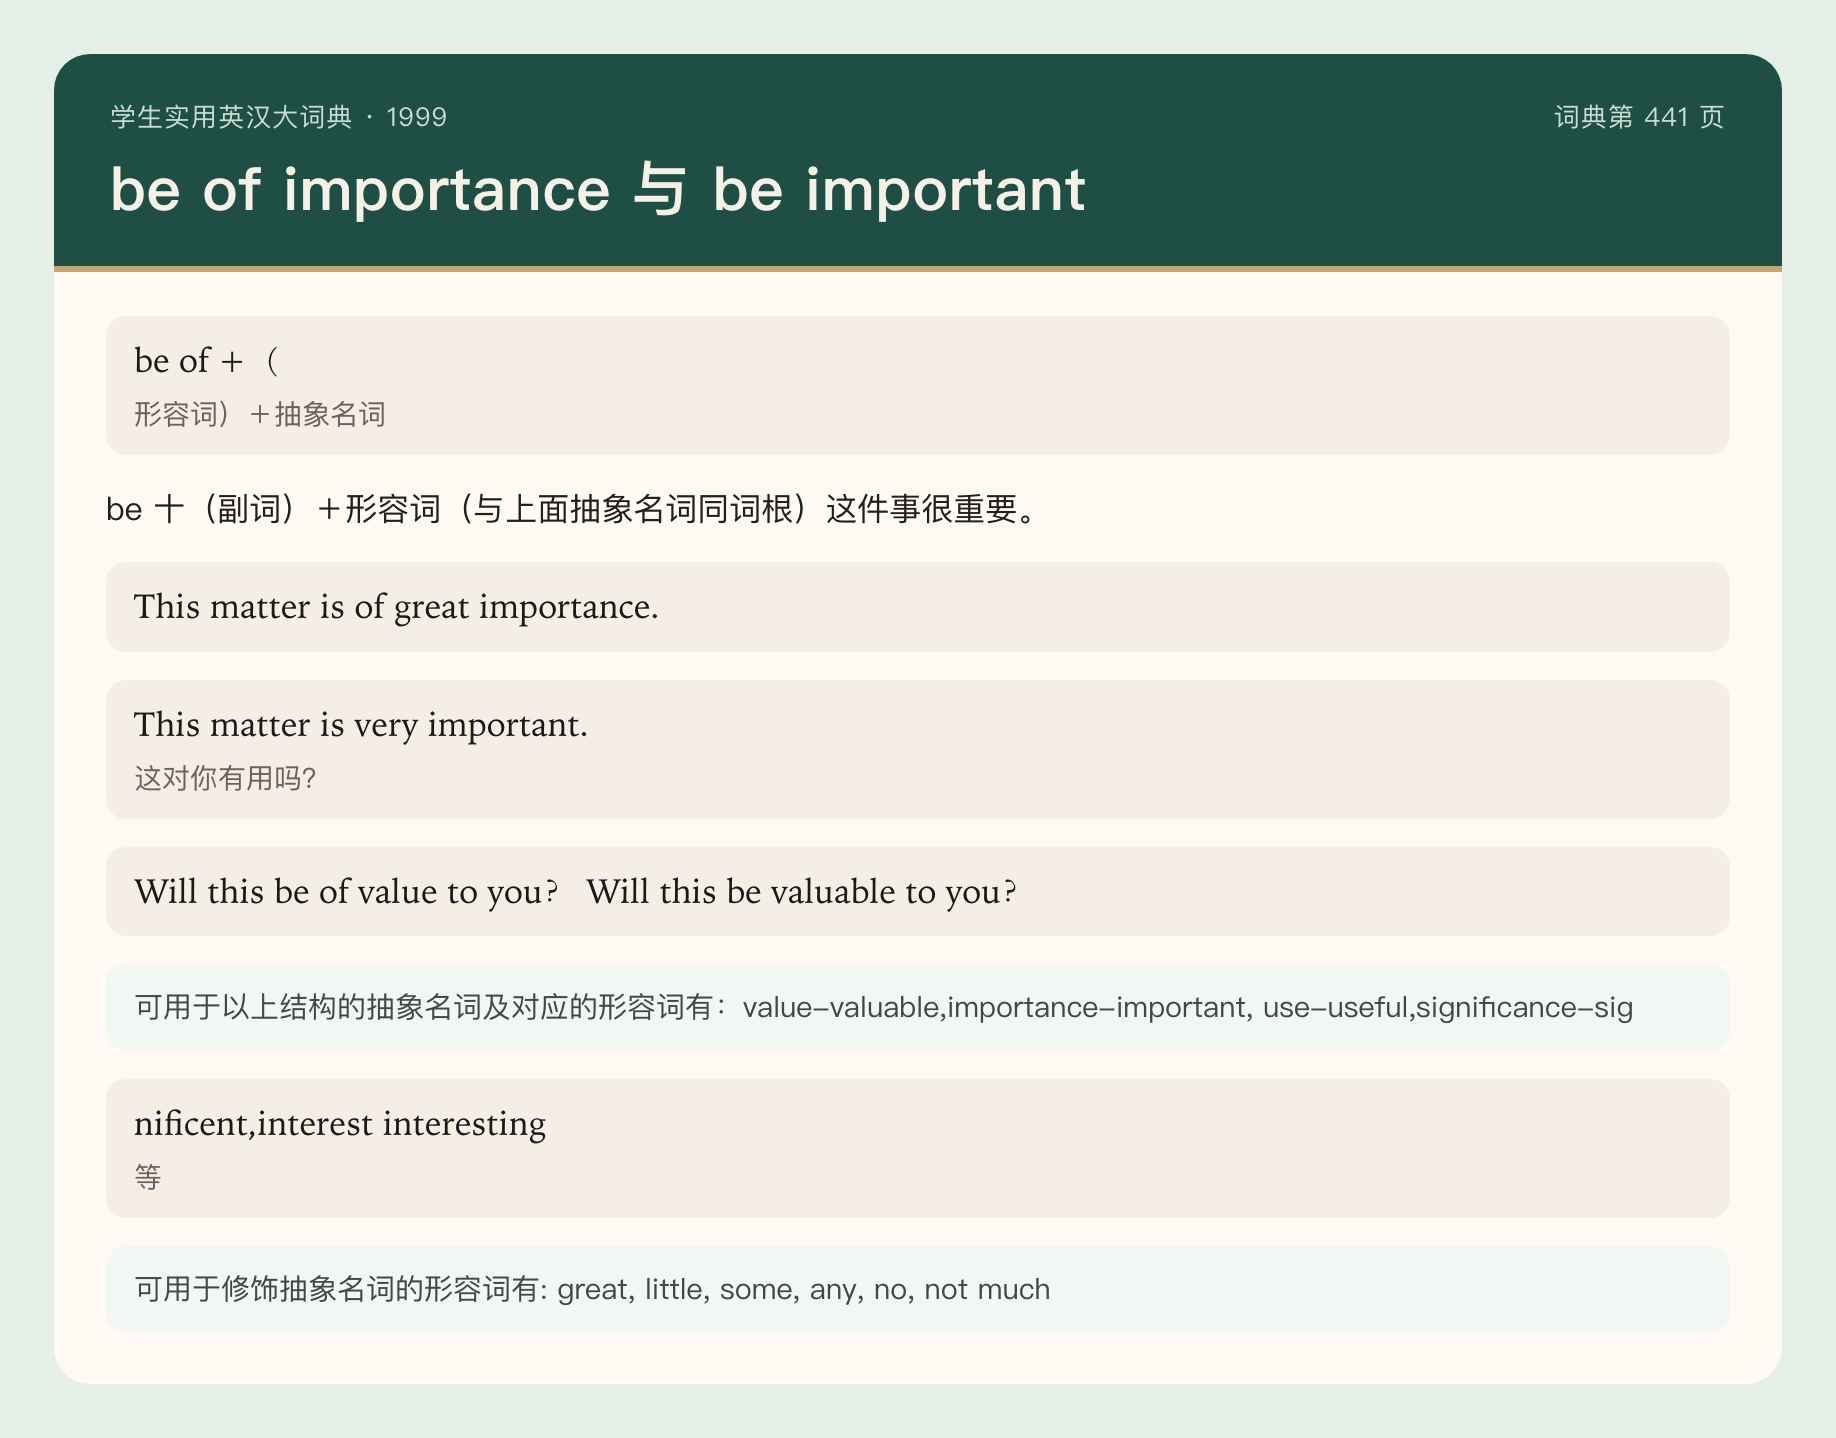 学生实用英汉大词典 · 1999
词典第 441 页
be of importance 与 be important
be of +（
形容词）+抽象名词
be 十（副词）+形容词（与上面抽象名词同词根）这件事很重要。
This matter is of great importance.
This matter is very important.
这对你有用吗？
Will this be of value to you？ Will this be valuable to you？
可用于以上结构的抽象名词及对应的形容词有：value–valuable,importance–important, use–useful,significance–sig
nificent,interest interesting
等
可用于修饰抽象名词的形容词有: great, little, some, any, no, not much